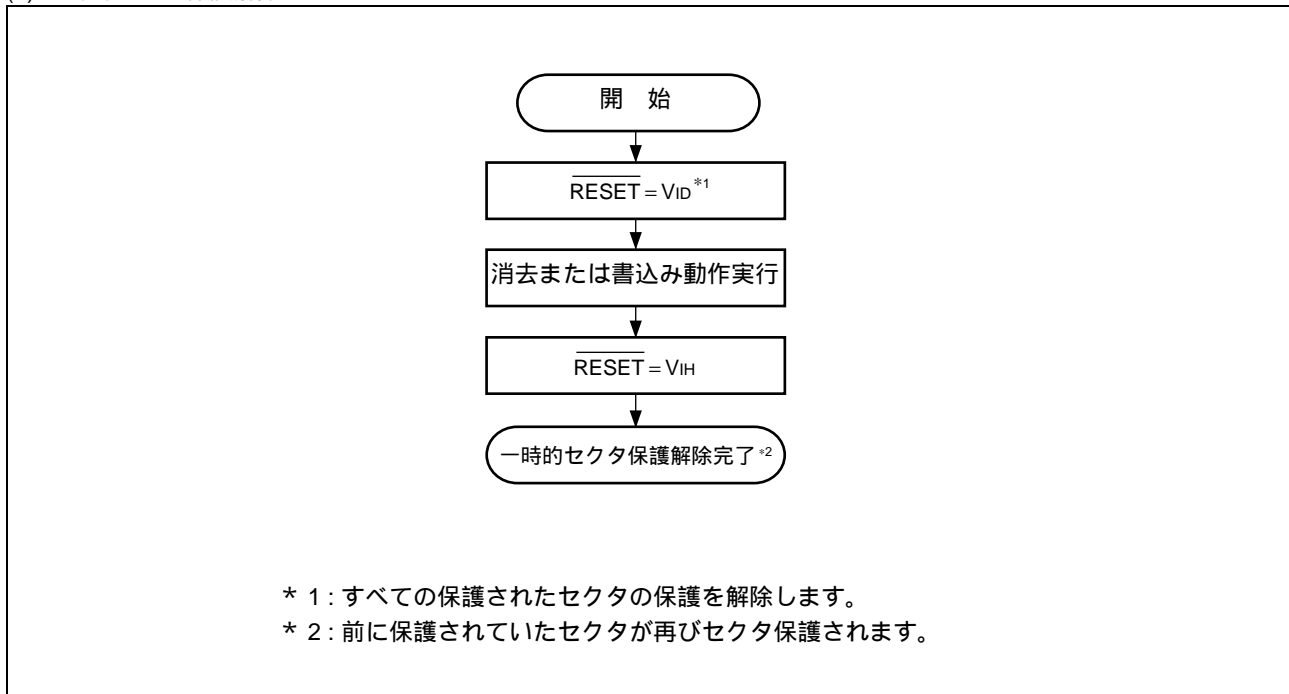 開 始
RESET = VID *1
消去または書込み動作実行
RESET = VIH
一時的セクタ保護解除完了 *2
* 1 : すべての保護されたセクタの保護を解除します。
* 2 : 前に保護されていたセクタが再びセクタ保護されます。